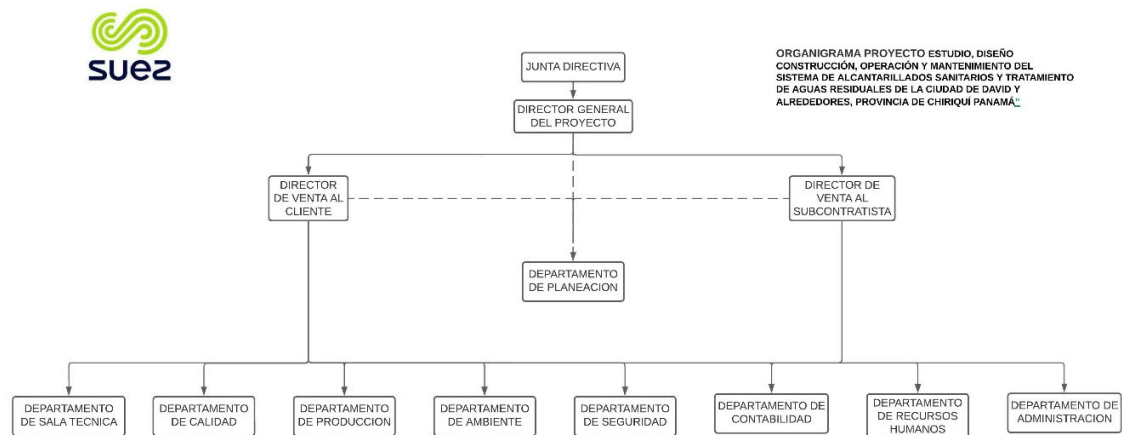 suez
ORGANIGRAMA PROYECTO ESTUDIO, DISEÑO
CONSTRUCCIÓN, OPERACIÓN Y MANTENIMIENTO DEL
SISTEMA DE ALCANTARILLADOS SANITARIOS Y TRATAMIENTO
DE AGUAS RESIDUALES DE LA CIUDAD DE DAVID Y
ALREDEDORES, PROVINCIA DE CHIRIQUÍ PANAMÁ"
JUNTA DIRECTIVA
DIRECTOR GENERAL
DEL PROYECTO
DIRECTOR
DE VENTA AL
CLIENTE
DIRECTOR DE
VENTA AL
SUBCONTRATISTA
DEPARTAMENTO
DE PLANEACION
DEPARTAMENTO
DE SALA TECNICA
DEPARTAMENTO
DE CALIDAD
DEPARTAMENTO
DE PRODUCCION
DEPARTAMENTO
DE AMBIENTE
DEPARTAMENTO
DE SEGURIDAD
DEPARTAMENTO DE
CONTABILIDAD
DEPARTAMENTO
DE RECURSOS
HUMANOS
DEPARTAMENTO DE
ADMINISTRACION